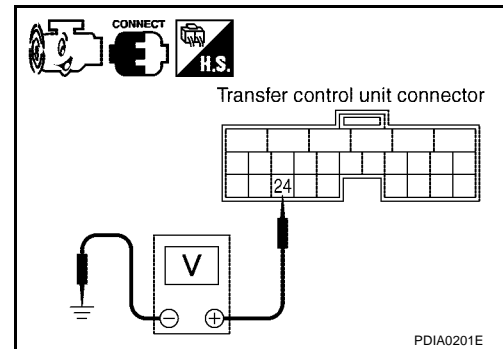 CONNECT
H.S.
Transfer control unit connector
24
V
− +
PDIA0201E